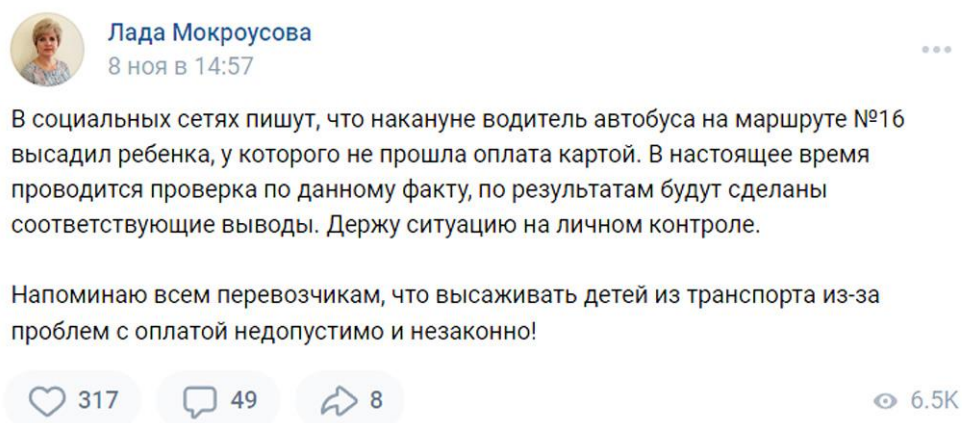 Лада Мокроусова
8 ноя в 14:57
В социальных сетях пишут, что накануне водитель автобуса на маршруте №16
высадил ребенка, у которого не прошла оплата картой. В настоящее время
проводится проверка по данному факту, по результатам будут сделаны
соответствующие выводы. Держу ситуацию на личном контроле.
Напоминаю всем перевозчикам, что высаживать детей из транспорта из-за
проблем с оплатой недопустимо и незаконно!
317 49 8 6.5K